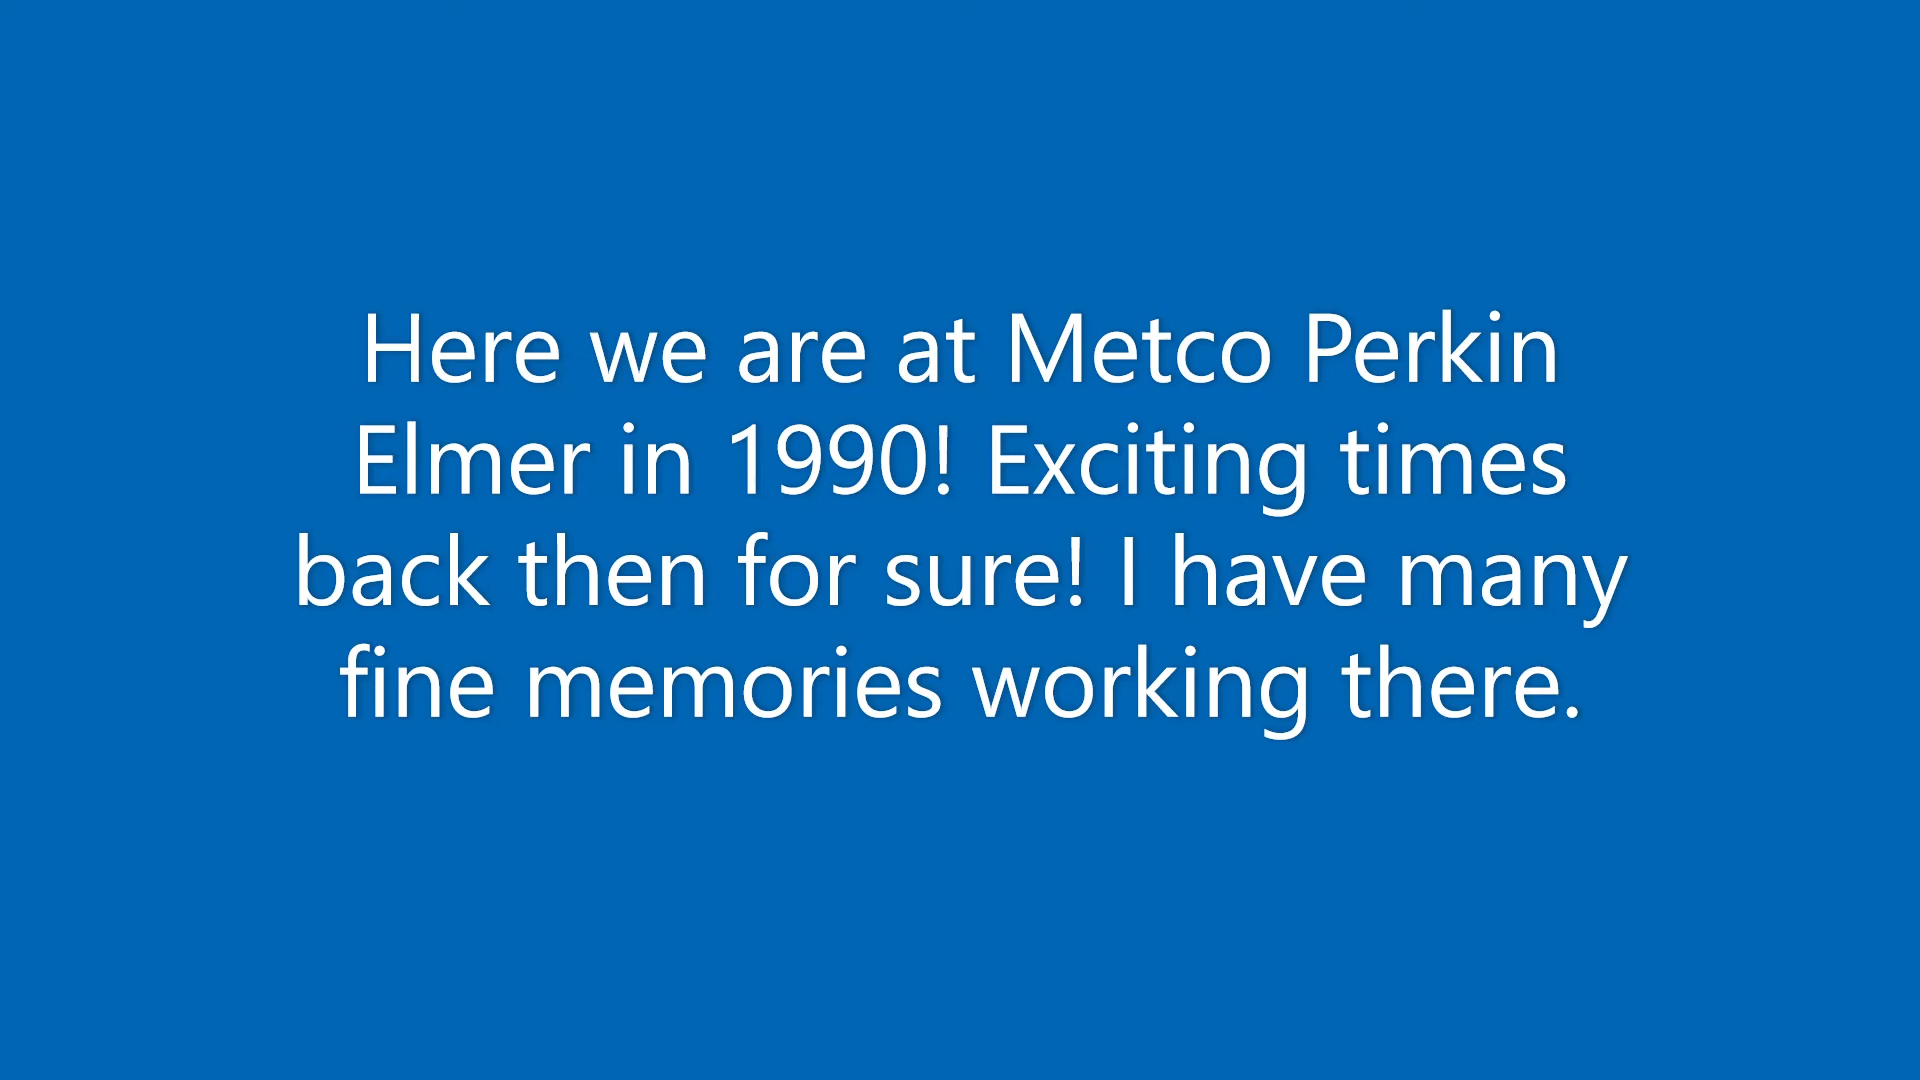 Here we are at Metco Perkin
Elmer in 1990! Exciting times
back then for sure! I have many
fine memories working there.